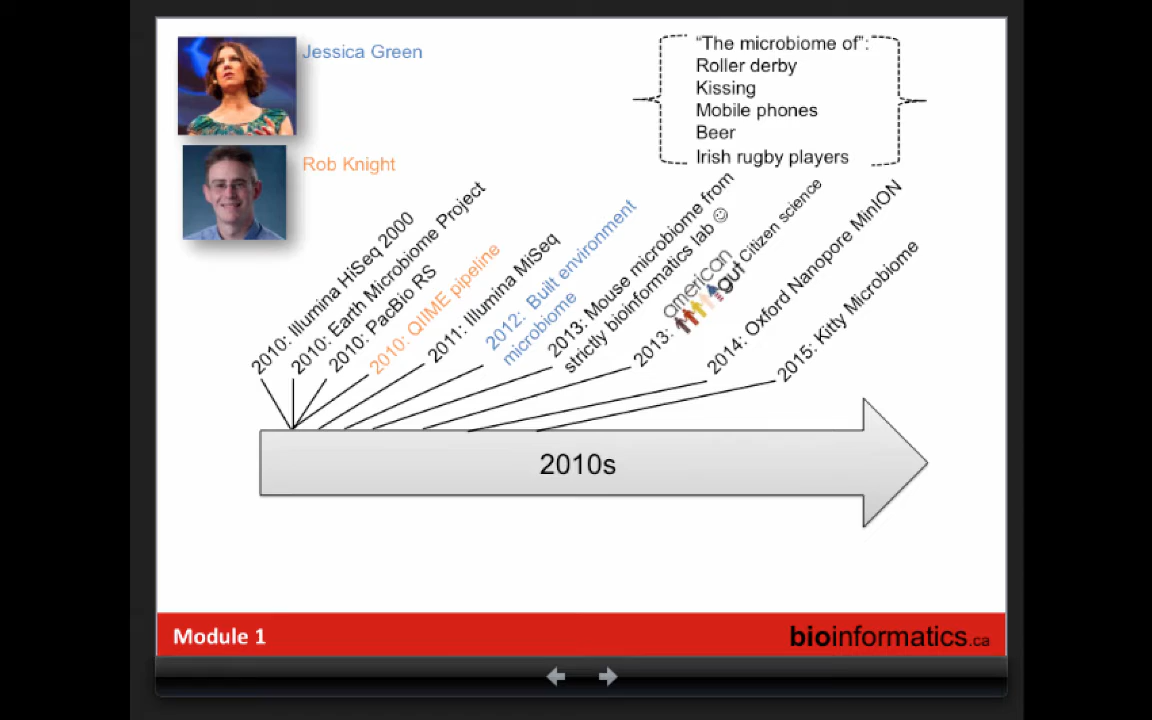 Jessica Green
Rob Knight
"The microbiome of":
Roller derby
Kissing
Mobile phones
Beer
Irish rugby players
2010: Illumina HiSeq 2000
2010: Earth Microbiome Project
2010: PacBio RS
2010: QIIME pipeline
2011: Illumina MiSeq
2012: Built environment
microbiome
2013: Mouse microbiome from
strictly bioinformatics lab ☺
2013: american gut Citizen science
2014: Oxford Nanopore MinION
2015: Kitty Microbiome
2010s
Module 1
bioinformatics.ca